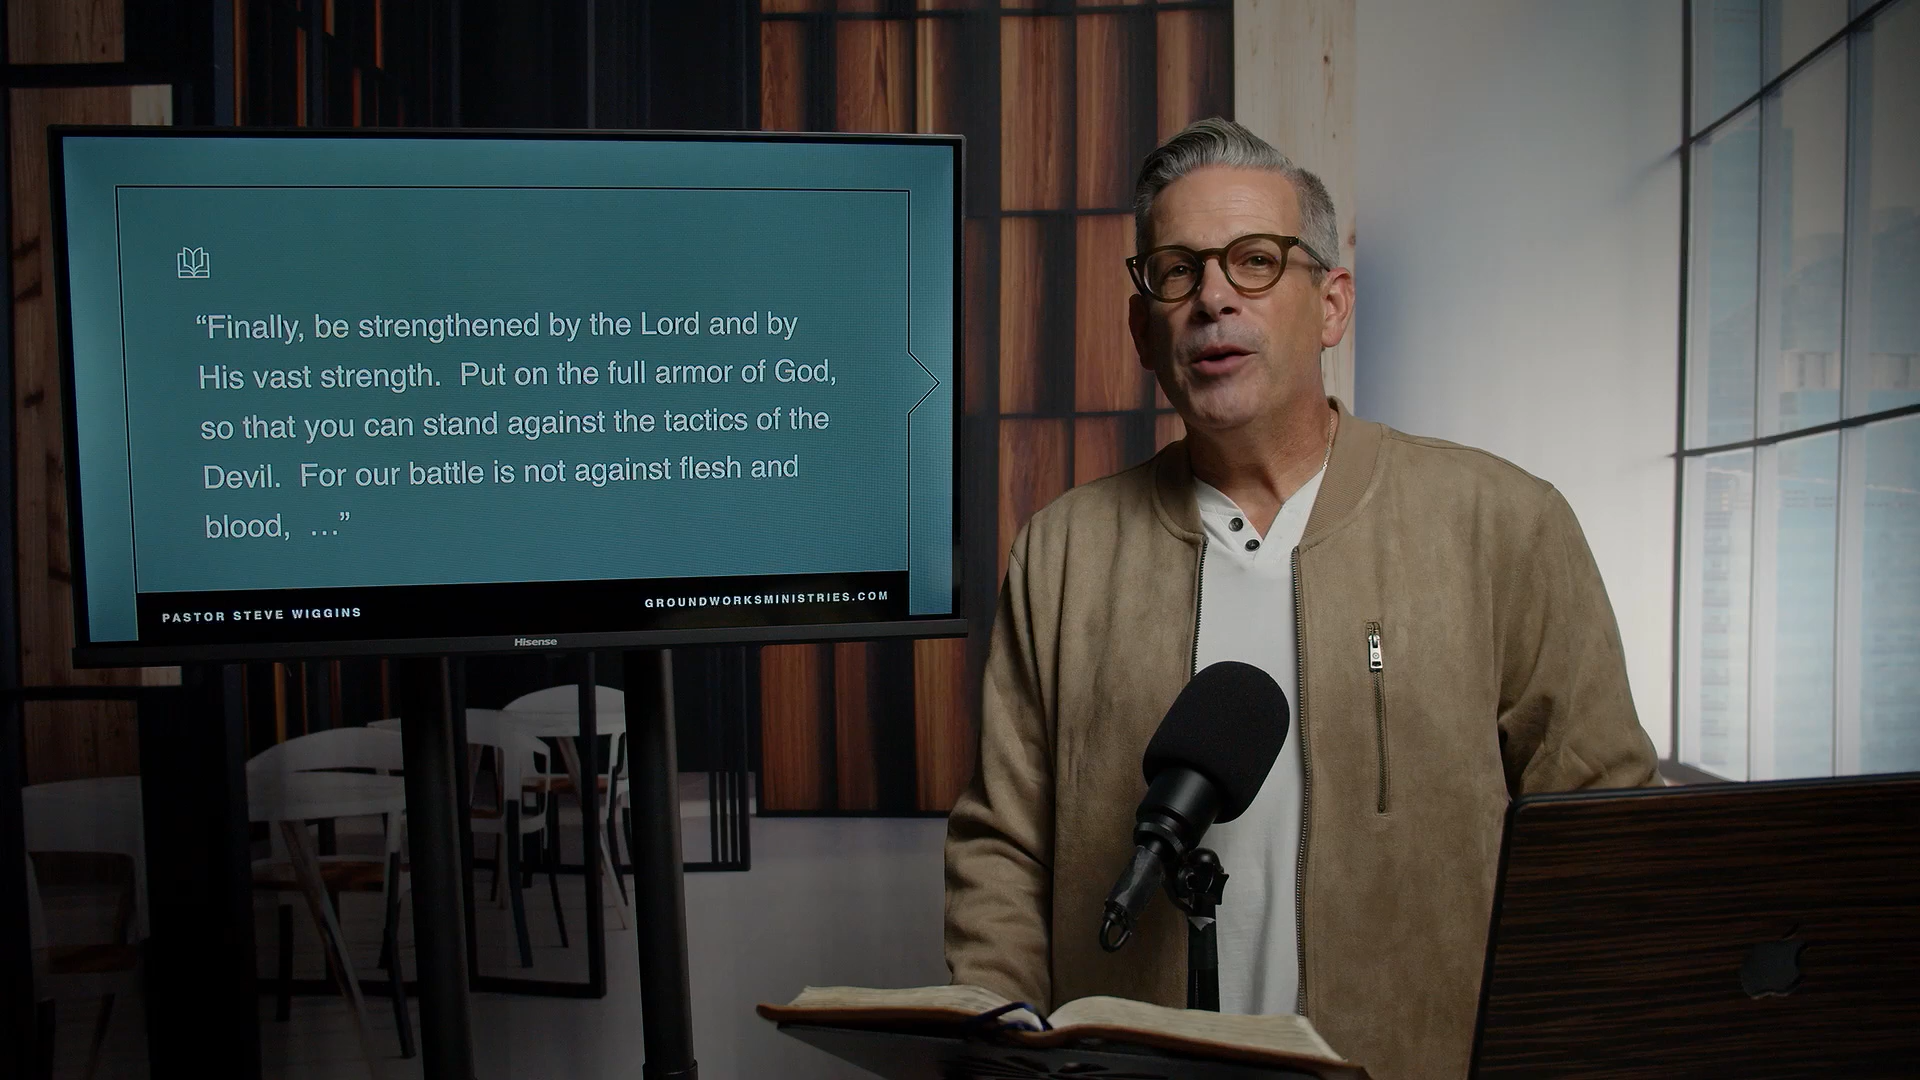 “Finally, be strengthened by the Lord and by
His vast strength. Put on the full armor of God,
so that you can stand against the tactics of the
Devil. For our battle is not against flesh and
blood, …”
PASTOR STEVE WIGGINS
GROUNDWORKSMINISTRIES.COM
Hisense